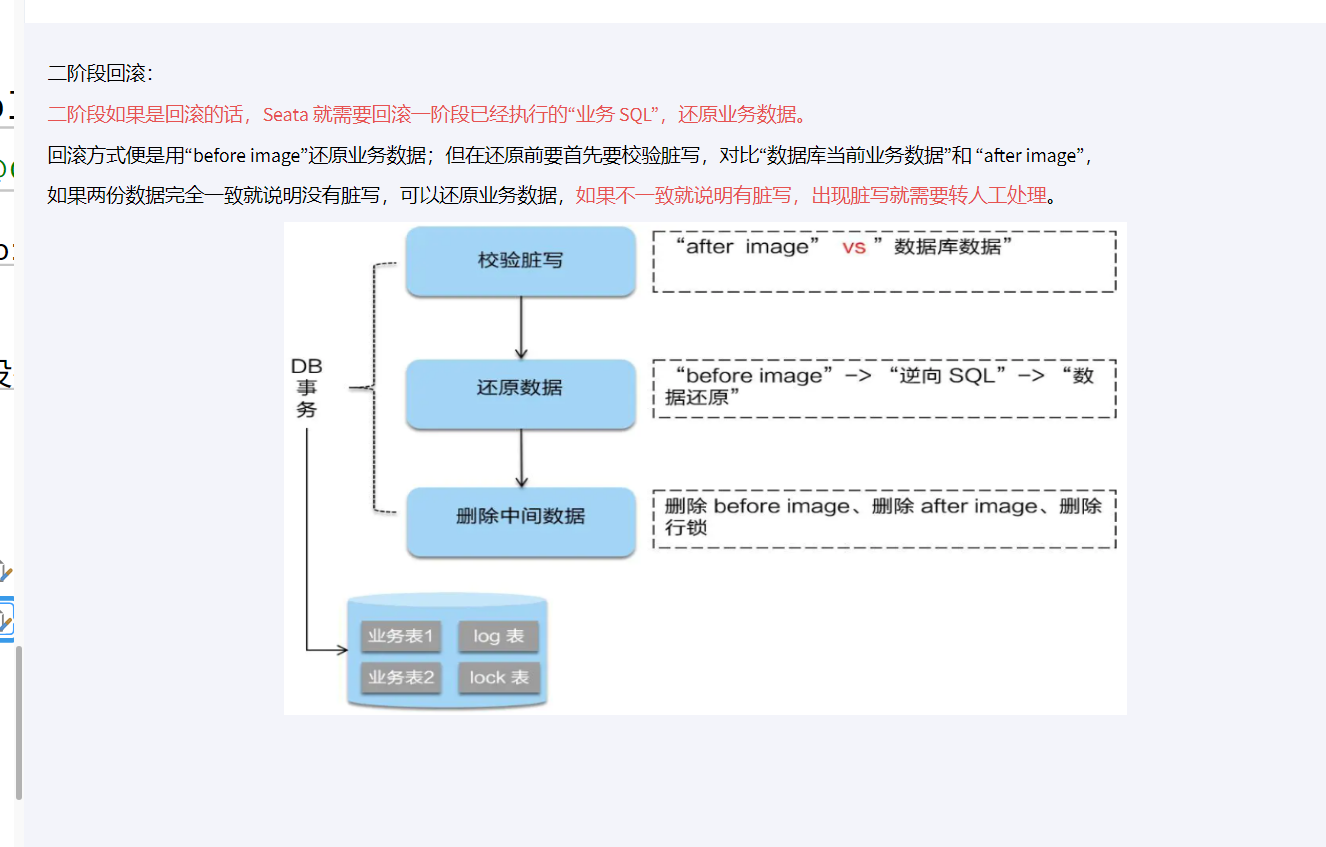 二阶段回滚：
二阶段如果是回滚的话，Seata 就需要回滚一阶段已经执行的“业务 SQL”，还原业务数据。
回滚方式便是用“before image”还原业务数据；但在还原前要首先要校验脏写，对比“数据库当前业务数据”和 “after image”，
如果两份数据完全一致就说明没有脏写，可以还原业务数据，如果不一致就说明有脏写，出现脏写就需要转人工处理。
校验脏写
“after image” vs ”数据库数据”
DB
事
务
还原数据
“before image” –> “逆向 SQL” –> “数
据还原”
删除中间数据
删除 before image、删除 after image、删除
行锁
业务表1
log 表
业务表2
lock 表